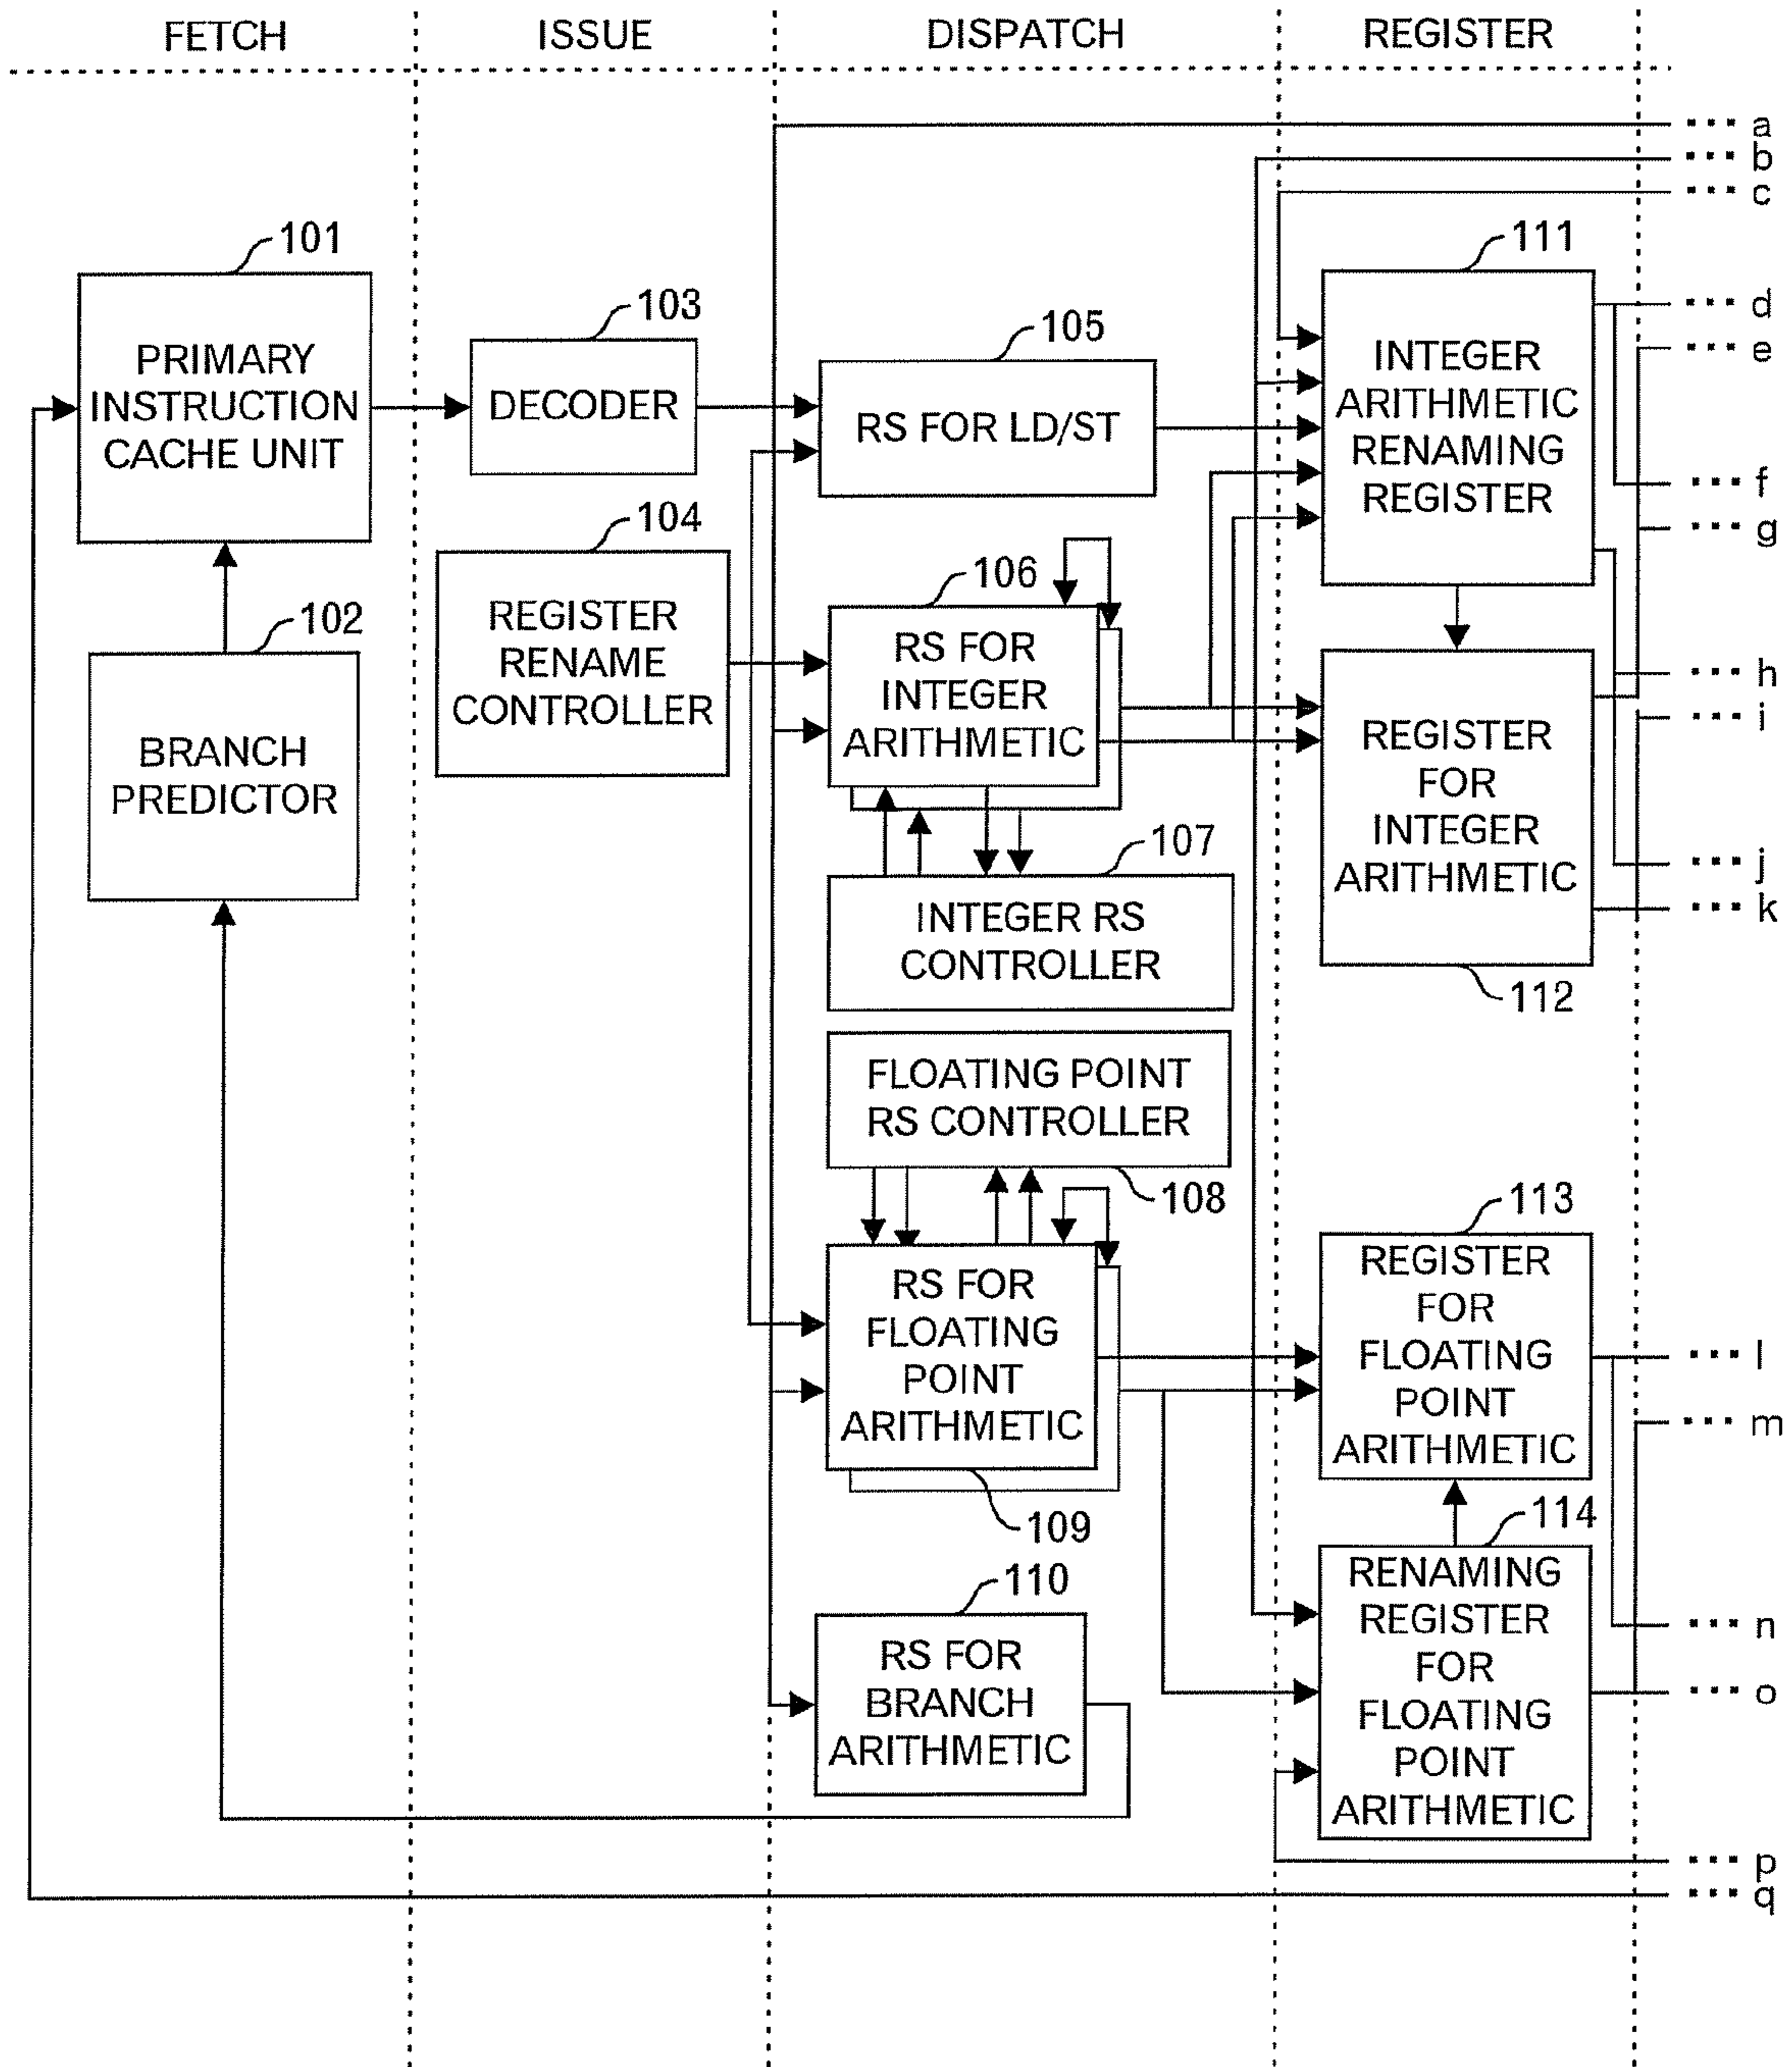 FETCH
ISSUE
DISPATCH
REGISTER
··· a
··· b
··· c
101
PRIMARY
INSTRUCTION
CACHE UNIT
102
BRANCH
PREDICTOR
103
DECODER
104
REGISTER
RENAME
CONTROLLER
105
RS FOR LD/ST
106
RS FOR
INTEGER
ARITHMETIC
107
INTEGER RS
CONTROLLER
FLOATING POINT
RS CONTROLLER
108
RS FOR
FLOATING
POINT
ARITHMETIC
109
110
RS FOR
BRANCH
ARITHMETIC
111
INTEGER
ARITHMETIC
RENAMING
REGISTER
··· d
··· e
··· f
··· g
REGISTER
FOR
INTEGER
ARITHMETIC
112
··· h
··· i
··· j
··· k
113
REGISTER
FOR
FLOATING
POINT
ARITHMETIC
··· l
··· m
114
RENAMING
REGISTER
FOR
FLOATING
POINT
ARITHMETIC
··· n
··· o
··· p
··· q